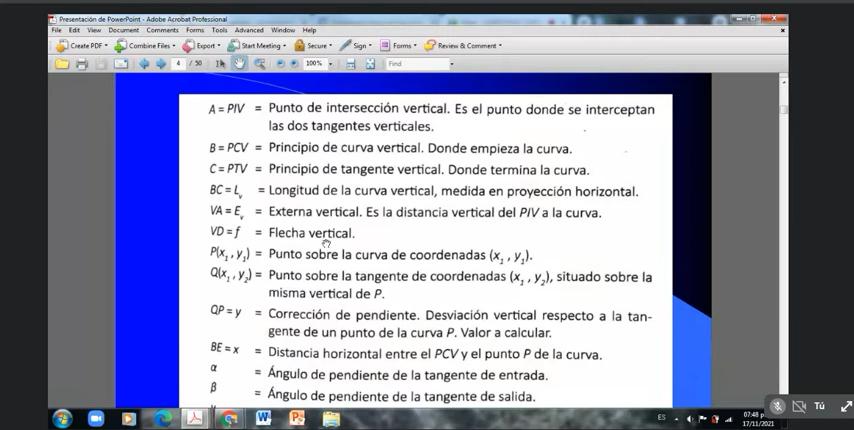 Presentación de PowerPoint - Adobe Acrobat Professional
File Edit View Document Comments Forms Tools Advanced Window Help
Create PDF Combine Files Export Start Meeting Secure Sign Forms Review & Comment
4 / 50 100% Find
A = PIV = Punto de intersección vertical. Es el punto donde se interceptan
las dos tangentes verticales.
B = PCV = Principio de curva vertical. Donde empieza la curva.
C = PTV = Principio de tangente vertical. Donde termina la curva.
BC = Lv = Longitud de la curva vertical, medida en proyección horizontal.
VA = Ev = Externa vertical. Es la distancia vertical del PIV a la curva.
VD = f = Flecha vertical.
P(x1 , y1) = Punto sobre la curva de coordenadas (x1 , y1).
Q(x1 , y2) = Punto sobre la tangente de coordenadas (x1 , y2), situado sobre la
misma vertical de P.
QP = y = Corrección de pendiente. Desviación vertical respecto a la tan-
gente de un punto de la curva P. Valor a calcular.
BE = x = Distancia horizontal entre el PCV y el punto P de la curva.
α = Ángulo de pendiente de la tangente de entrada.
β = Ángulo de pendiente de la tangente de salida.
Tú
ES 07:48 p
17/11/2021